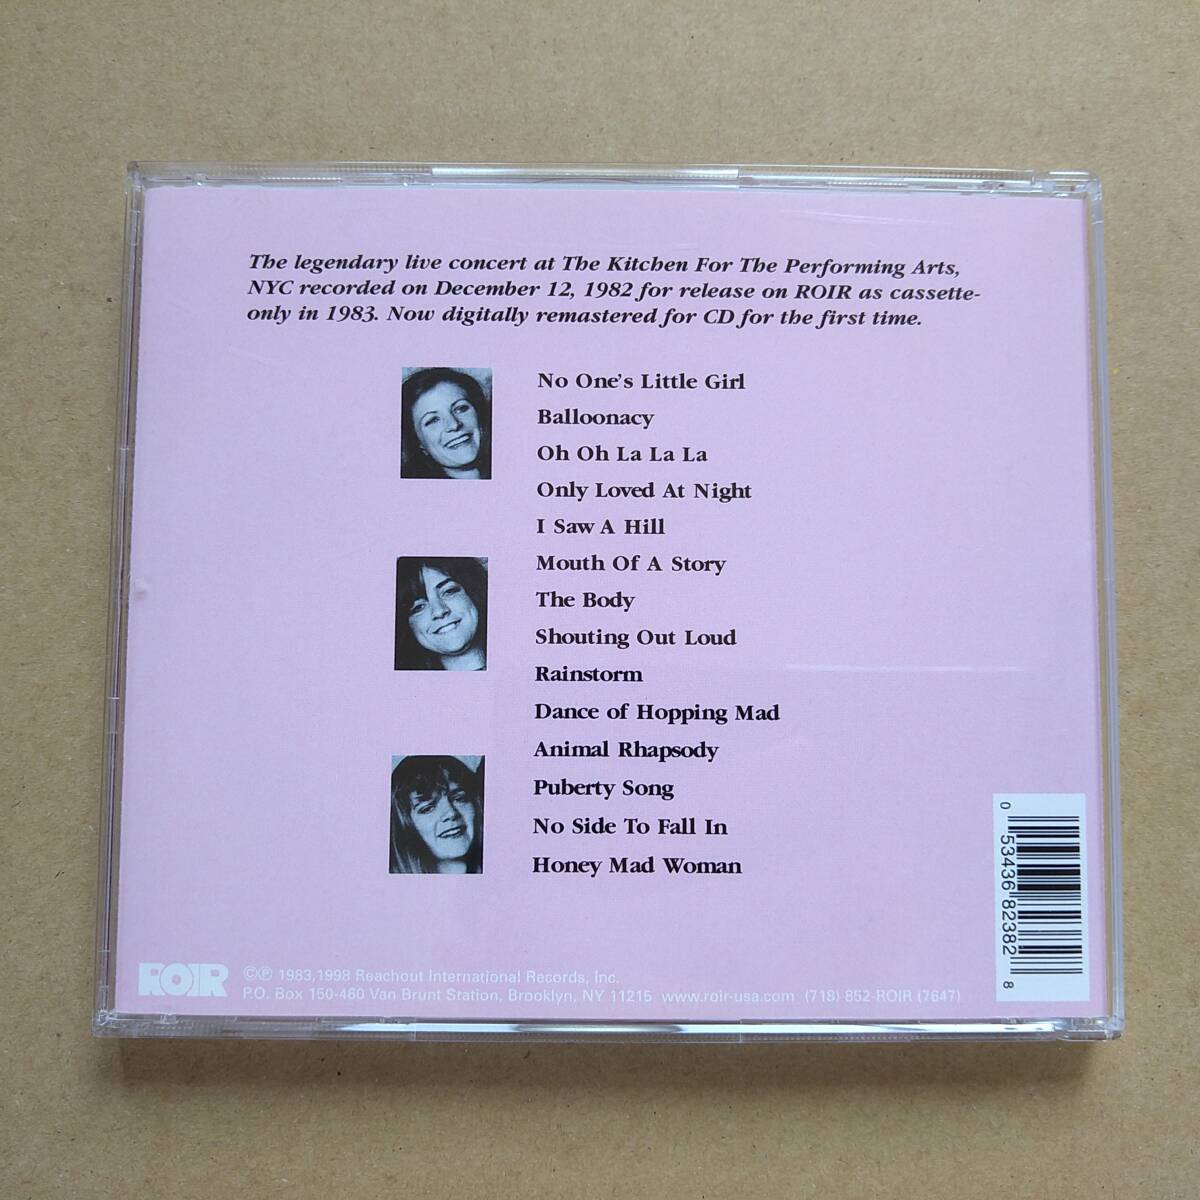 The legendary live concert at The Kitchen For The Performing Arts,
NYC recorded on December 12, 1982 for release on ROIR as cassette-
only in 1983. Now digitally remastered for CD for the first time.
No One's Little Girl
Balloonacy
Oh Oh La La La
Only Loved At Night
I Saw A Hill
Mouth Of A Story
The Body
Shouting Out Loud
Rainstorm
Dance of Hopping Mad
Animal Rhapsody
Puberty Song
No Side To Fall In
Honey Mad Woman
0 53436 82382 8
ROIR
©℗ 1983,1998 Reachout International Records, Inc.
P.O. Box 150-460 Van Brunt Station, Brooklyn, NY 11215 www.roir-usa.com (718) 852-ROIR (7647)